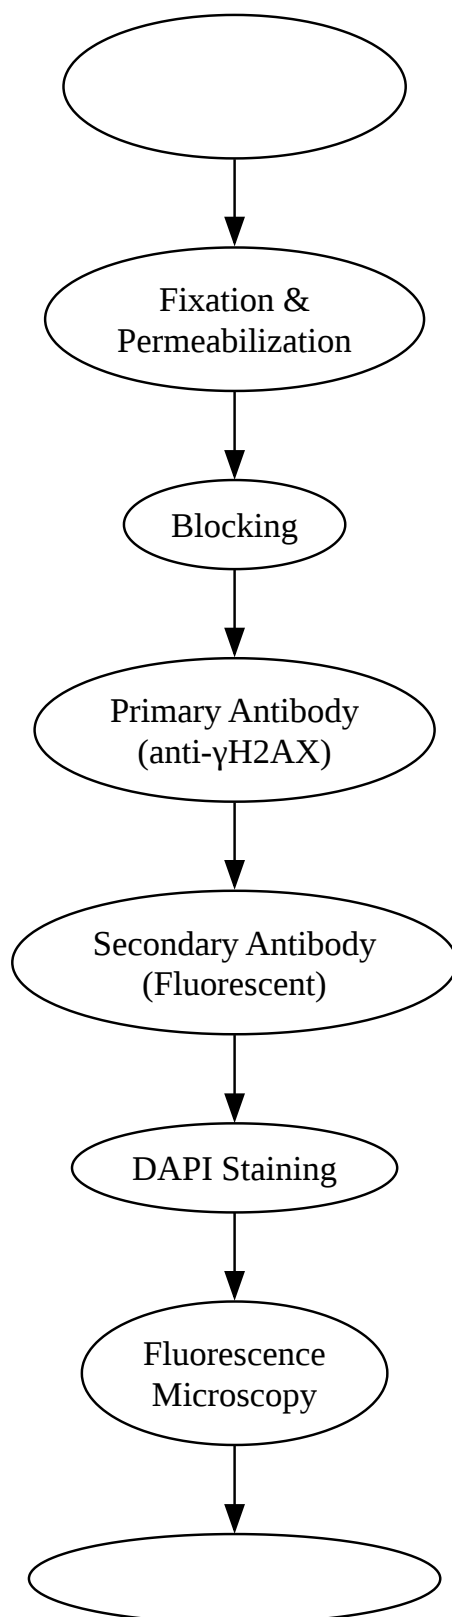 Fixation &
Permeabilization
Blocking
Primary Antibody
(anti-γH2AX)
Secondary Antibody
(Fluorescent)
DAPI Staining
Fluorescence
Microscopy